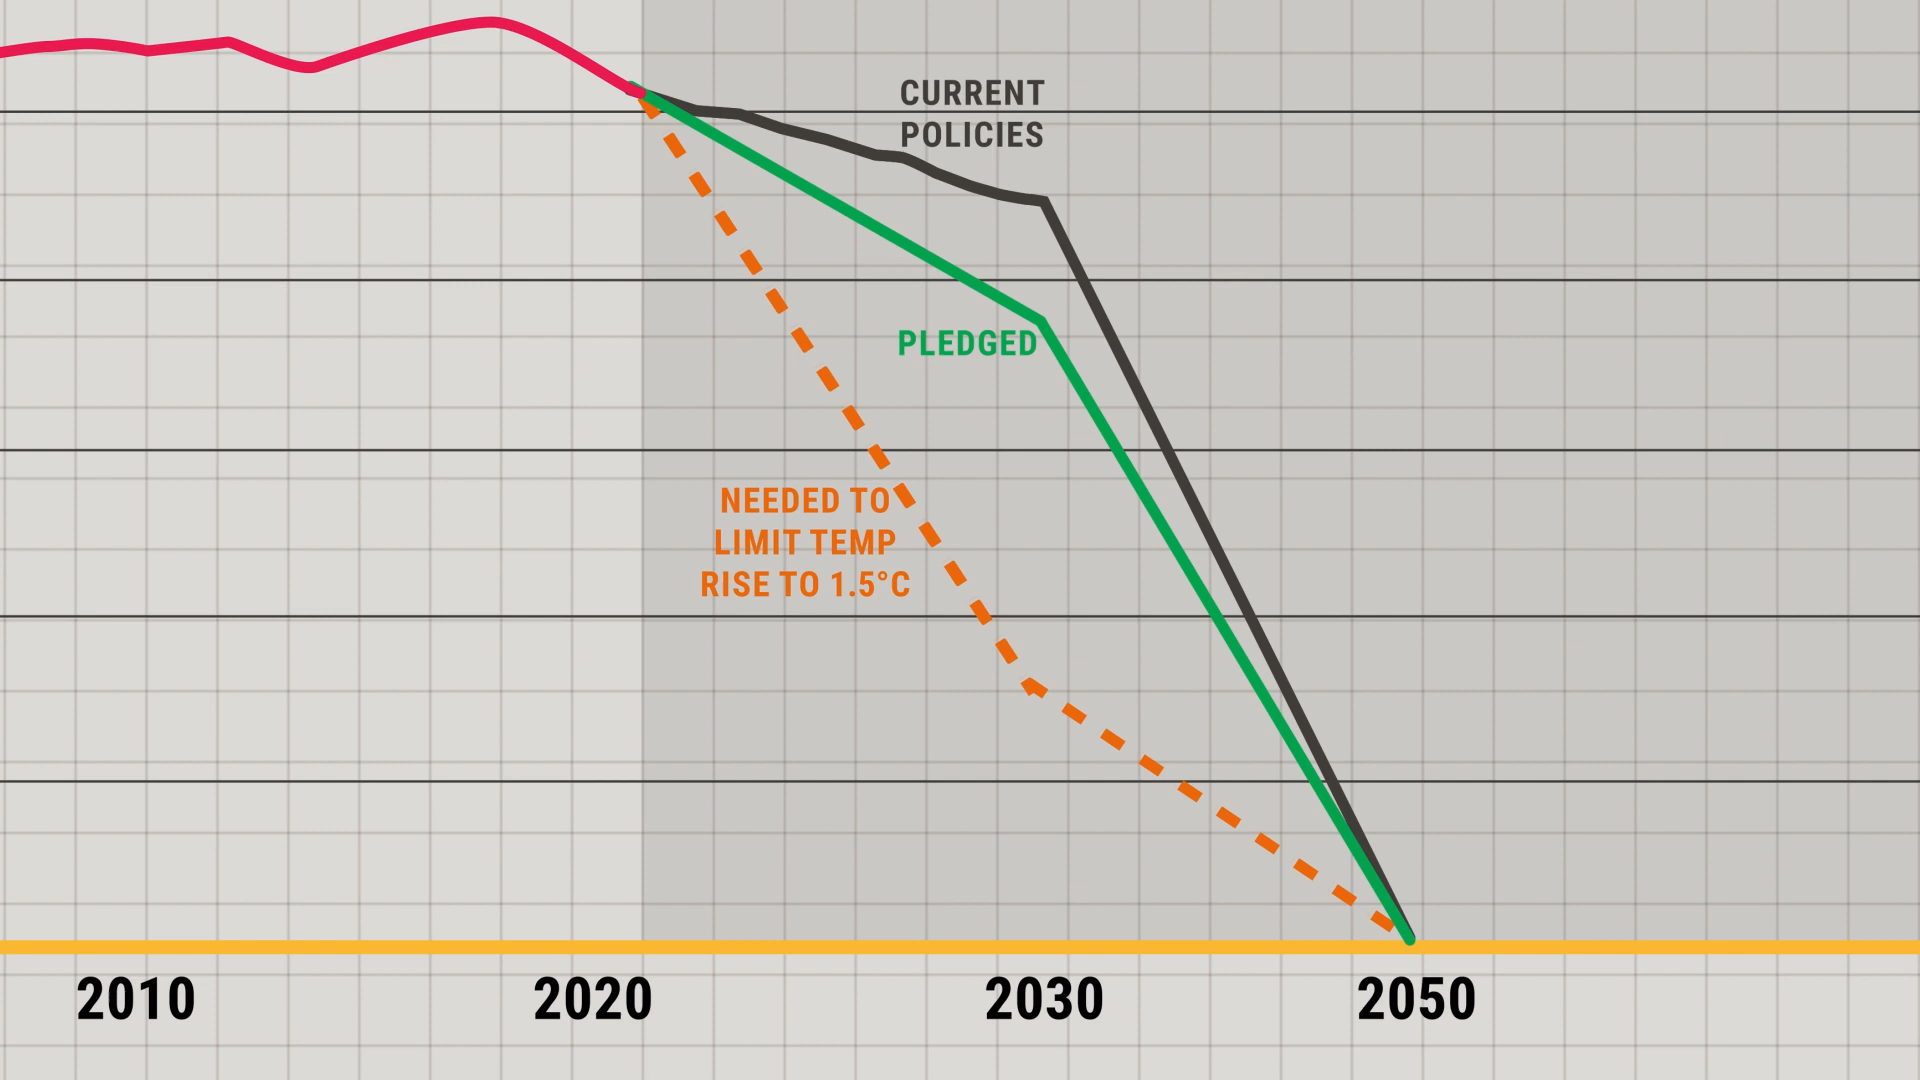 CURRENT
POLICIES
PLEDGED
NEEDED TO
LIMIT TEMP
RISE TO 1.5°C
2010
2020
2030
2050